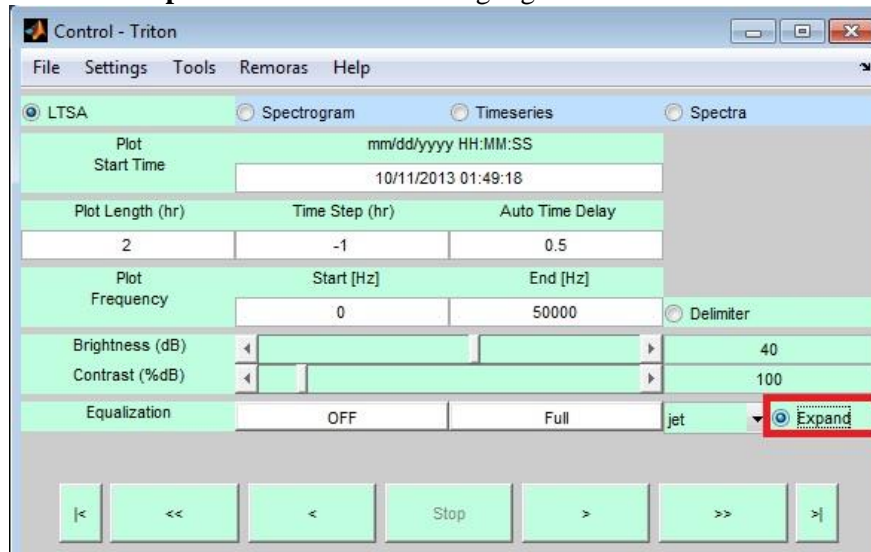 Control - Triton
File Settings Tools Remoras Help
LTSA Spectrogram Timeseries Spectra
Plot Start Time mm/dd/yyyy HH:MM:SS
10/11/2013 01:49:18
Plot Length (hr) Time Step (hr) Auto Time Delay
2 -1 0.5
Plot Frequency Start [Hz] End [Hz]
0 50000 Delimiter
Brightness (dB) 40
Contrast (%dB) 100
Equalization OFF Full jet Expand
|< << < Stop > >> >|